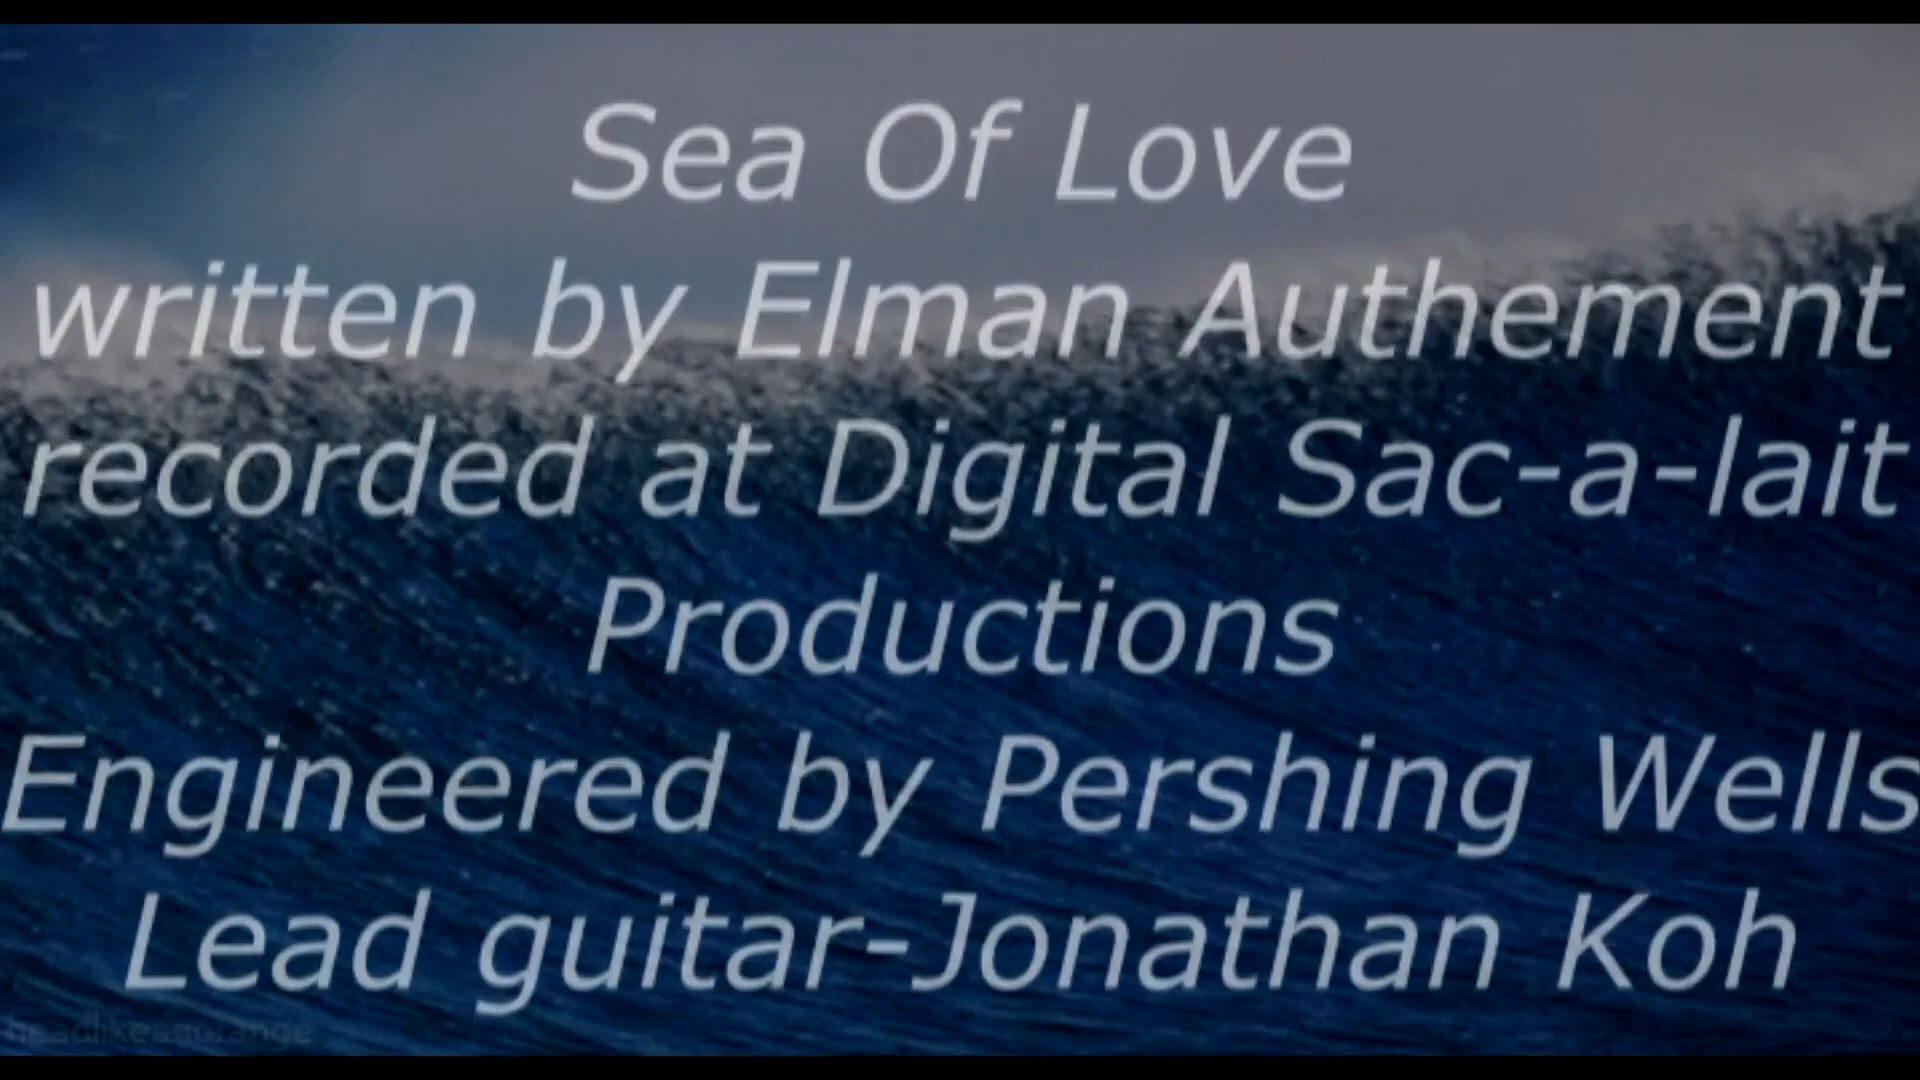 Sea Of Love
written by Elman Authement
recorded at Digital Sac-a-lait
Productions
Engineered by Pershing Wells
Lead guitar-Jonathan Koh
headlikeanorange